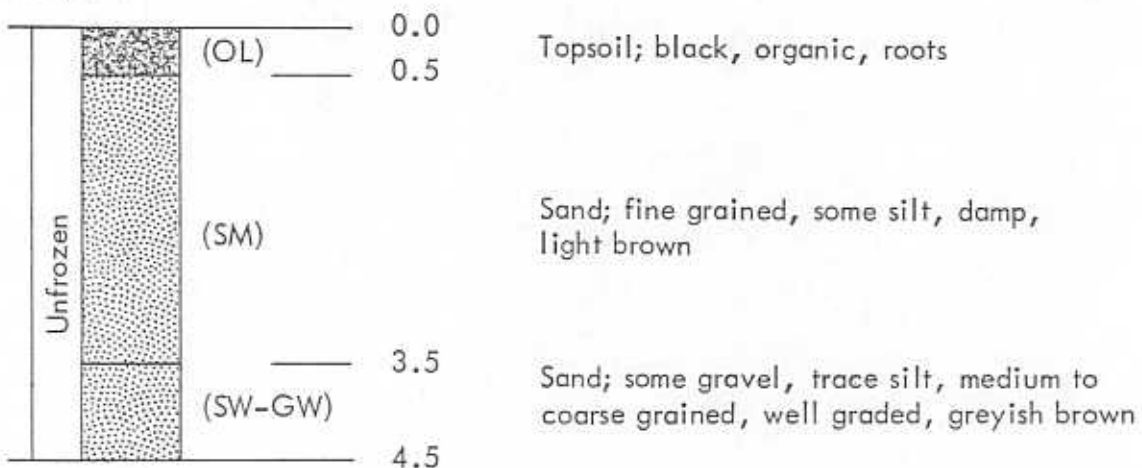 0.0
(OL)
Topsoil; black, organic, roots
0.5
Unfrozen
(SM)
Sand; fine grained, some silt, damp,
light brown
3.5
(SW-GW)
Sand; some gravel, trace silt, medium to
coarse grained, well graded, greyish brown
4.5